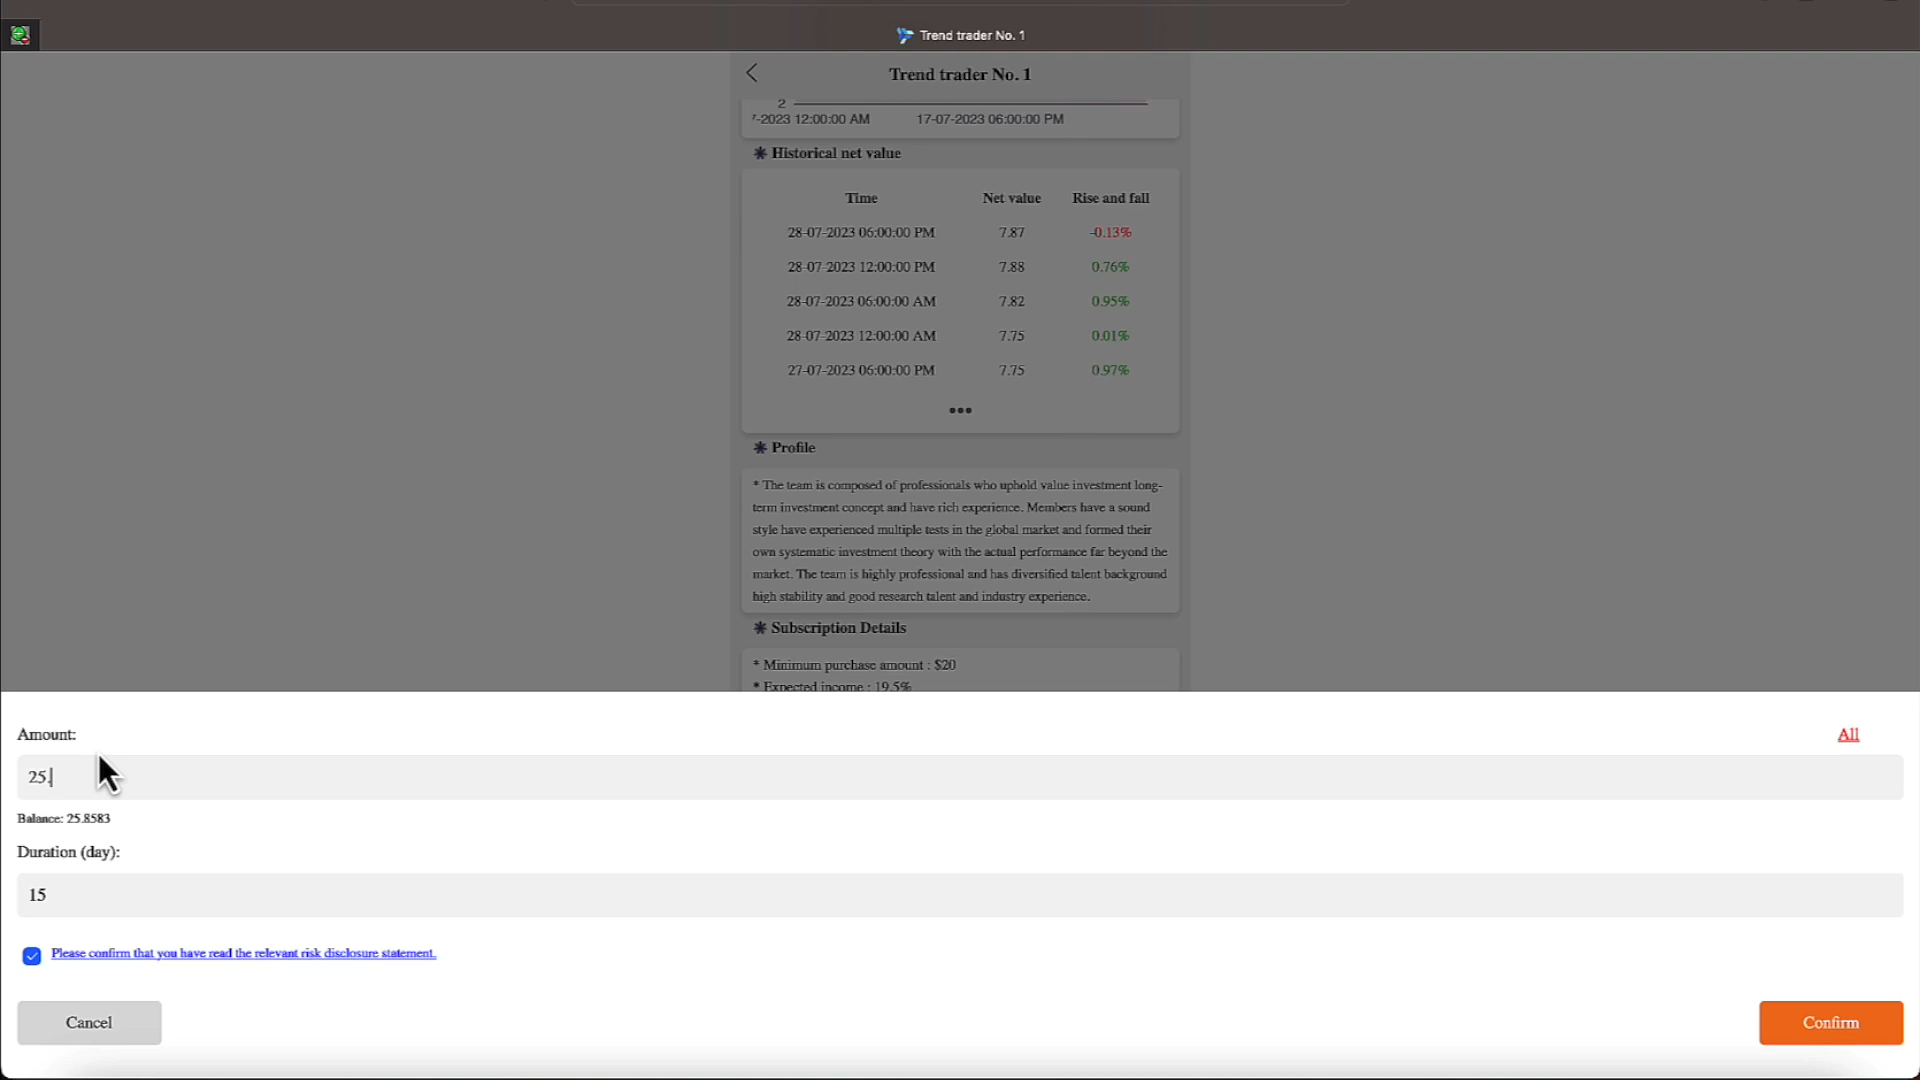 Trend trader No. 1
Trend trader No. 1
2
7-2023 12:00:00 AM 17-07-2023 06:00:00 PM
Historical net value
Time Net value Rise and fall
28-07-2023 06:00:00 PM 7.87 -0.13%
28-07-2023 12:00:00 PM 7.88 0.76%
28-07-2023 06:00:00 AM 7.82 0.95%
28-07-2023 12:00:00 AM 7.75 0.01%
27-07-2023 06:00:00 PM 7.75 0.97%
•••
Profile
* The team is composed of professionals who uphold value investment long-
term investment concept and have rich experience. Members have a sound
style have experienced multiple tests in the global market and formed their
own systematic investment theory with the actual performance far beyond the
market. The team is highly professional and has diversified talent background
high stability and good research talent and industry experience.
Subscription Details
* Minimum purchase amount : $20
* Expected income : 19.5%
Amount: All
25.
Balance: 25.8583
Duration (day):
15
Please confirm that you have read the relevant risk disclosure statement.
Cancel Confirm